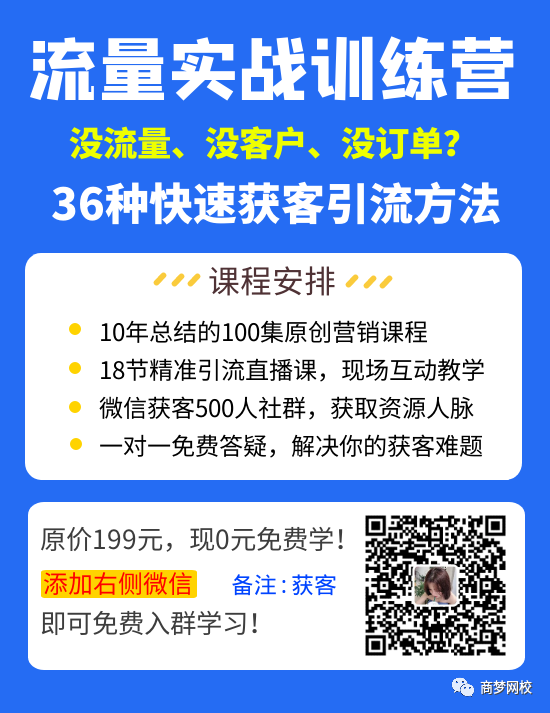 流量实战训练营
没流量、没客户、没订单？
36种快速获客引流方法
课程安排
10年总结的100集原创营销课程
18节精准引流直播课，现场互动教学
微信获客500人社群，获取资源人脉
一对一免费答疑，解决你的获客难题
原价199元，现0元免费学！
添加右侧微信 备注:获客
即可免费入群学习！
商梦网校